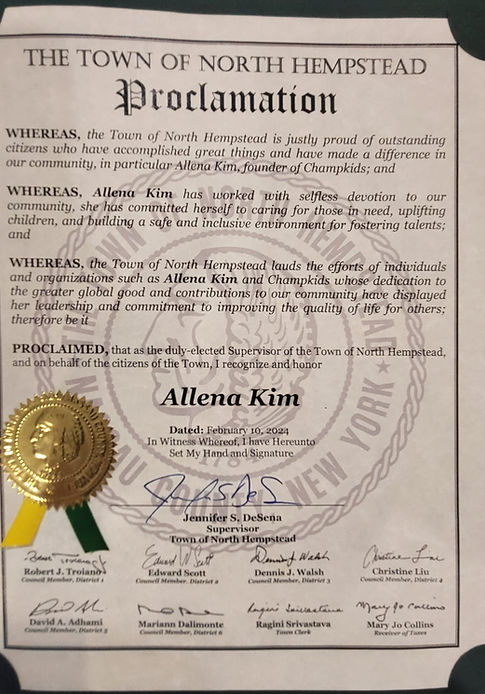 THE TOWN OF NORTH HEMPSTEAD
Proclamation
WHEREAS, the Town of North Hempstead is justly proud of outstanding
citizens who have accomplished great things and have made a difference in
our community, in particular Allena Kim, founder of Champkids; and
WHEREAS, Allena Kim has worked with selfless devotion to our
community, she has committed herself to caring for those in need, uplifting
children, and building a safe and inclusive environment for fostering talents;
and
WHEREAS, the Town of North Hempstead lauds the efforts of individuals
and organizations such as Allena Kim and Champkids whose dedication to
the greater global good and contributions to our community have displayed
her leadership and commitment to improving the quality of life for others;
therefore be it
PROCLAIMED, that as the duly-elected Supervisor of the Town of North Hempstead,
and on behalf of the citizens of the Town, I recognize and honor
Allena Kim
Dated: February 10, 2024
In Witness Whereof, I have Hereunto
Set My Hand and Signature
Jennifer S. DeSena
Supervisor
Town of North Hempstead
Robert J. Troiano Edward Scott Dennis J. Walsh Christine Liu
Council Member, District 1 Council Member, District 2 Council Member, District 3 Council Member, District 4
David A. Adhami Mariann Dalimonte Ragini Srivastava Mary Jo Collins
Council Member, District 5 Council Member, District 6 Town Clerk Receiver of Taxes